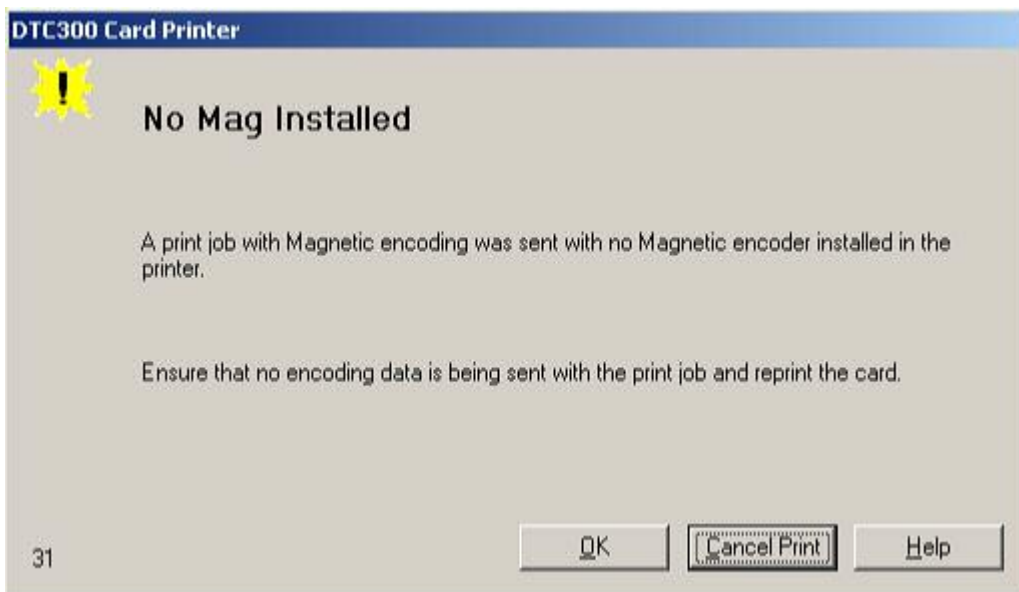 DTC300 Card Printer
No Mag Installed
A print job with Magnetic encoding was sent with no Magnetic encoder installed in the
printer.
Ensure that no encoding data is being sent with the print job and reprint the card.
31
OK
Cancel Print
Help